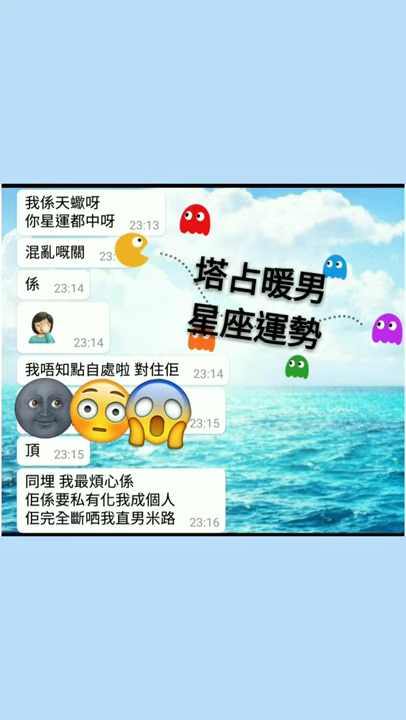 我係天蠍呀
你星運都中呀 23:13
混亂嘅關 23:
係 23:14
塔占暖男
星座運勢
23:14
我唔知點自處啦 對住佢 23:14
23:15
頂 23:15
同埋 我最煩心係
佢係要私有化我成個人
佢完全斷哂我直男米路 23:16